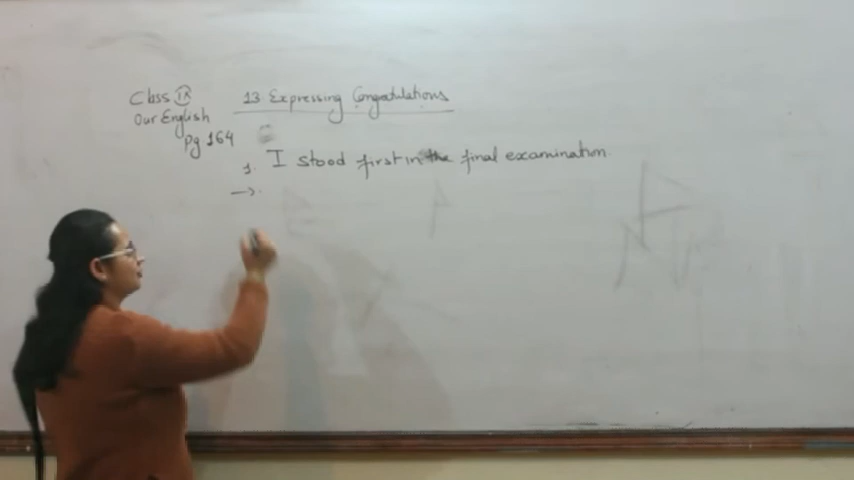 Class IX
Our English
Pg 164
13 Expressing Congratulations
1. I stood first in the final examination.
→